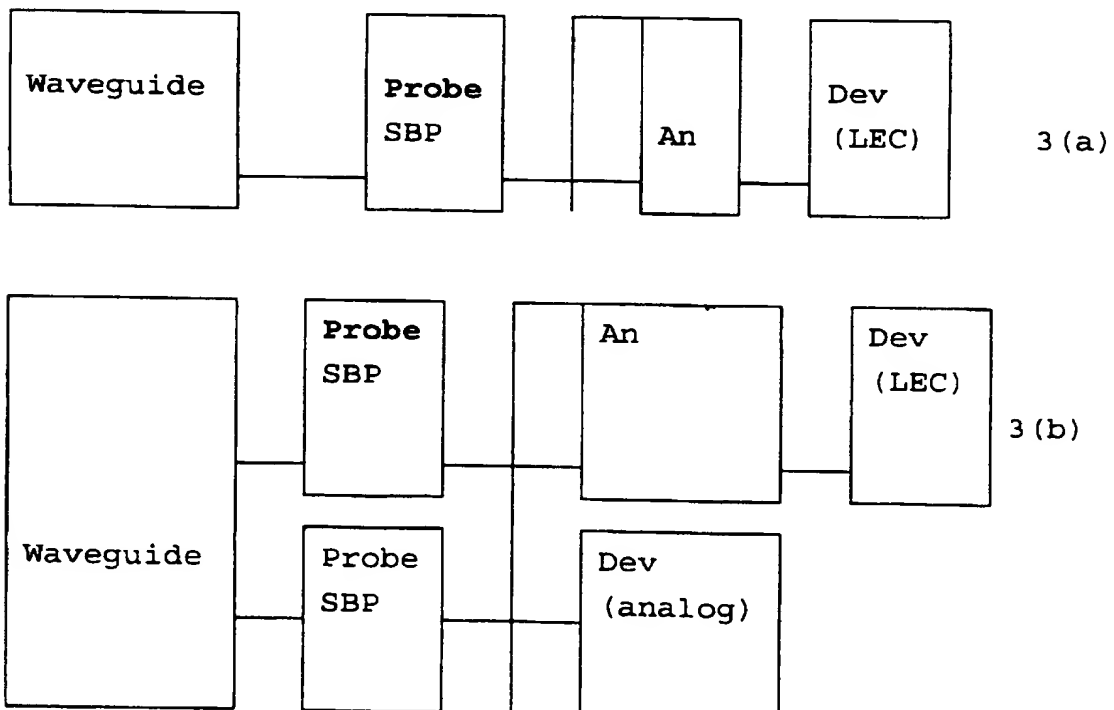 Waveguide
Probe
SBP
An
Dev
(LEC)
3(a)
Probe
SBP
An
Dev
(LEC)
3(b)
Waveguide
Probe
SBP
Dev
(analog)